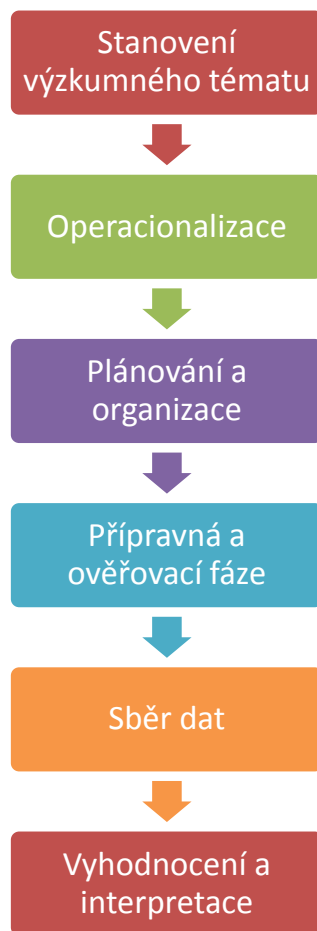 Stanovení
výzkumného tématu
Operacionalizace
Plánování a
organizace
Přípravná a
ověřovací fáze
Sběr dat
Vyhodnocení a
interpretace